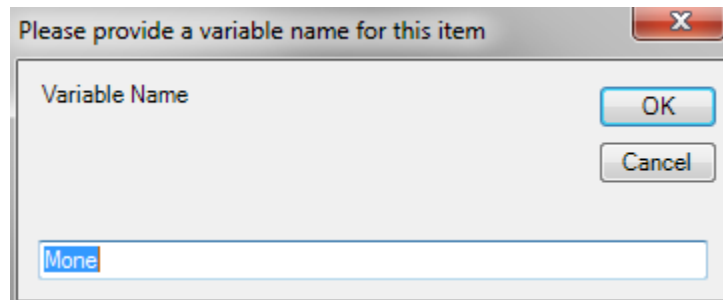 Please provide a variable name for this item
Variable Name
OK
Cancel
Mone